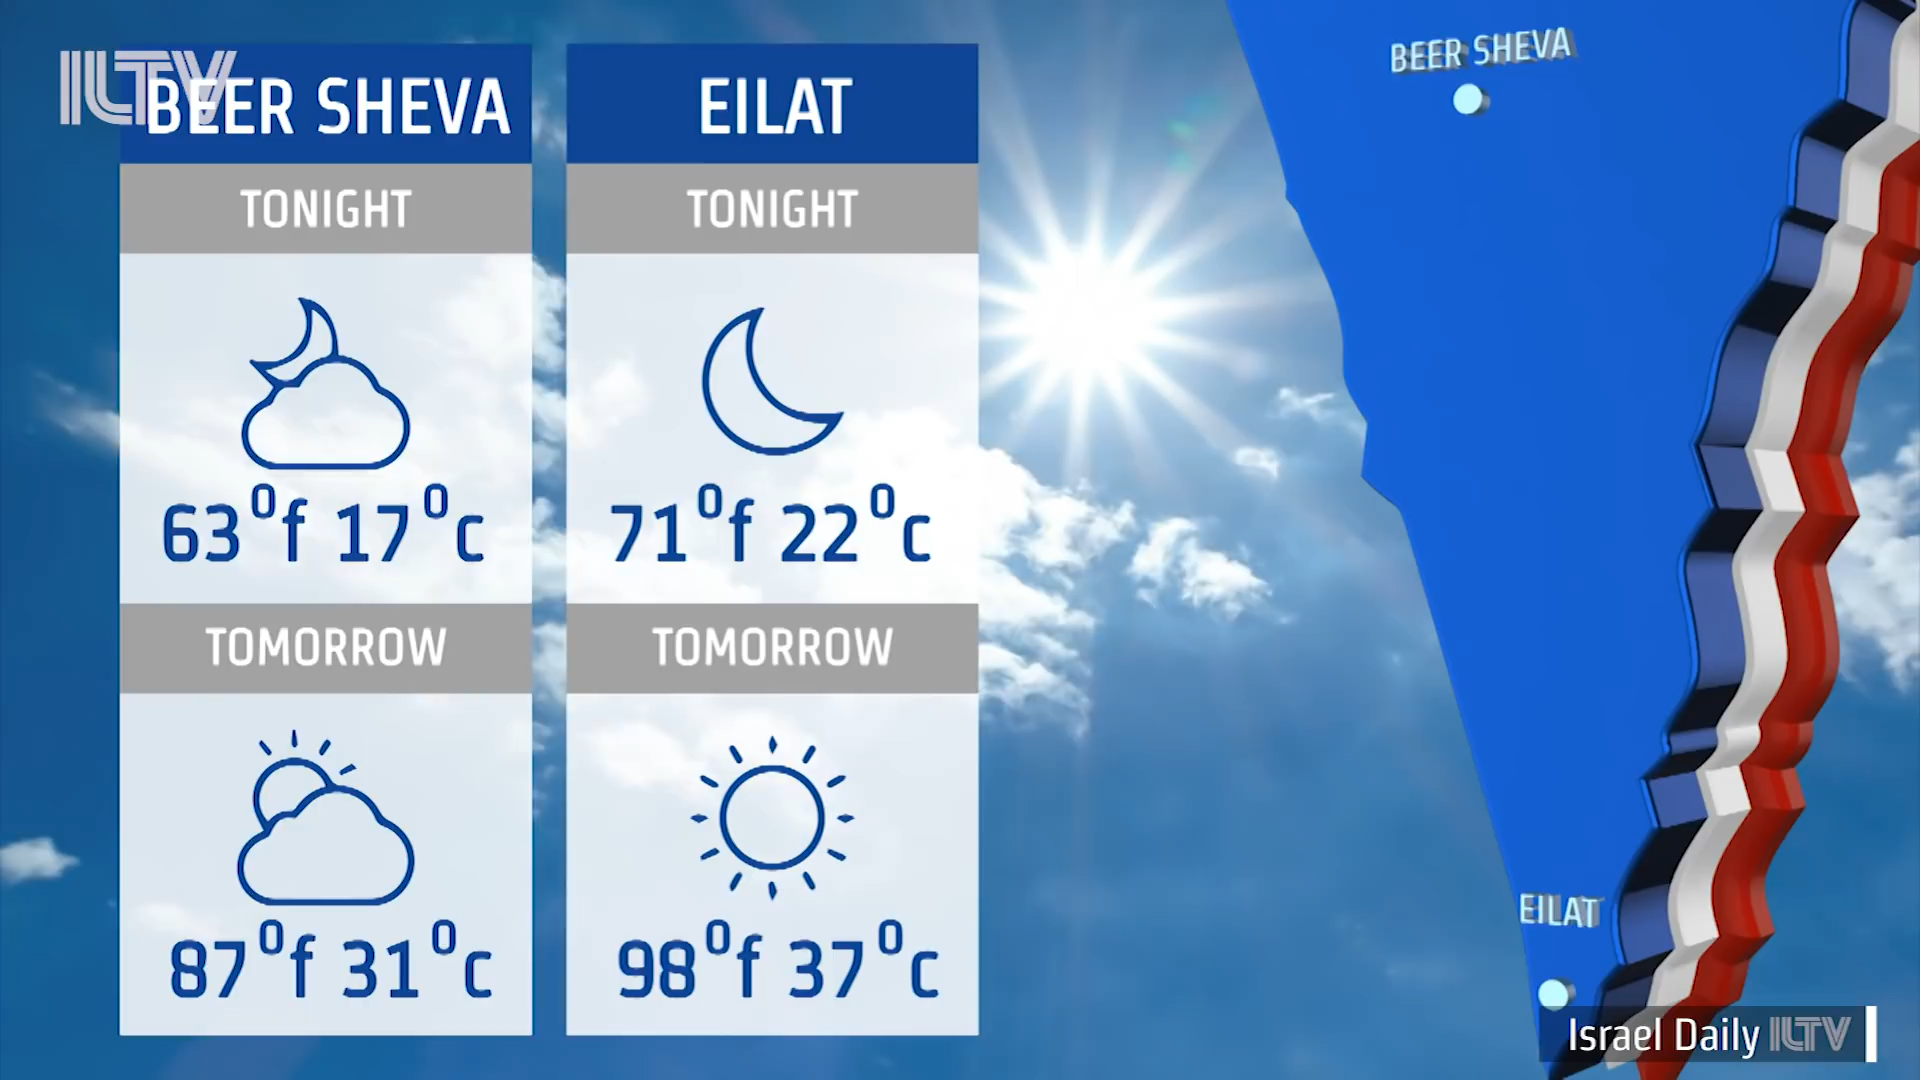 ILTV
BEER SHEVA
TONIGHT
63°f 17°c
TOMORROW
87°f 31°c
EILAT
TONIGHT
71°f 22°c
TOMORROW
98°f 37°c
BEER SHEVA
EILAT
Israel Daily ILTV